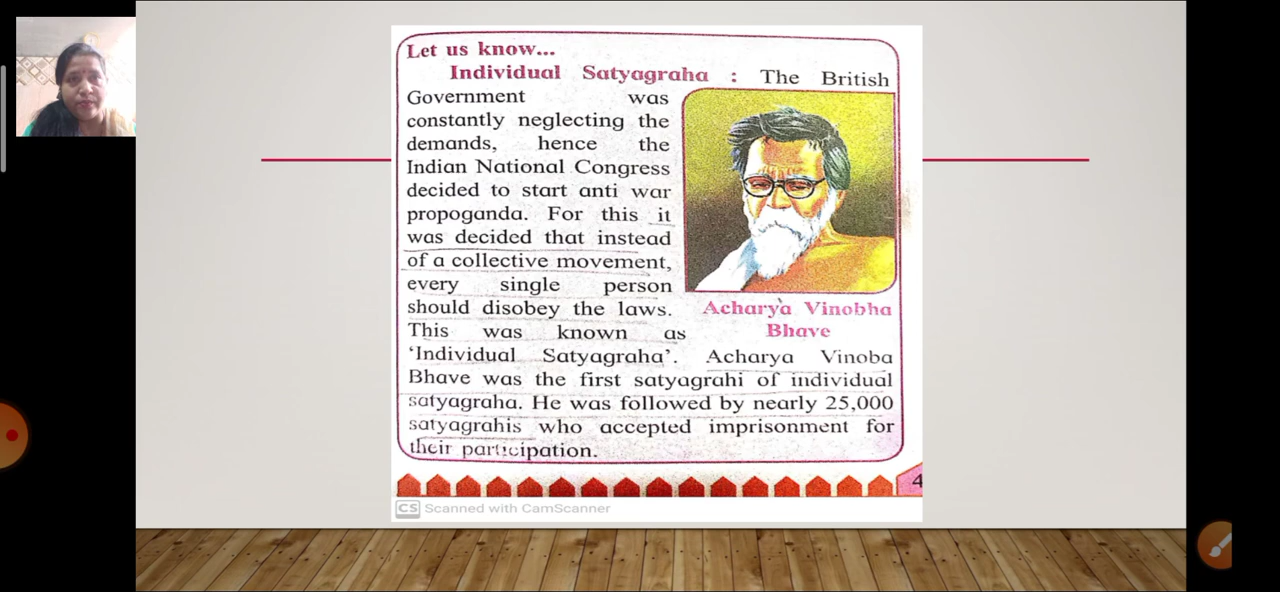 Let us know...
Individual Satyagraha : The British
Government was
constantly neglecting the
demands, hence the
Indian National Congress
decided to start anti war
propoganda. For this it
was decided that instead
of a collective movement,
every single person
should disobey the laws.
This was known as
'Individual Satyagraha'. Acharya Vinoba
Bhave was the first satyagrahi of individual
satyagraha. He was followed by nearly 25,000
satyagrahis who accepted imprisonment for
their participation.
Acharya Vinobha
Bhave
4
CS Scanned with CamScanner